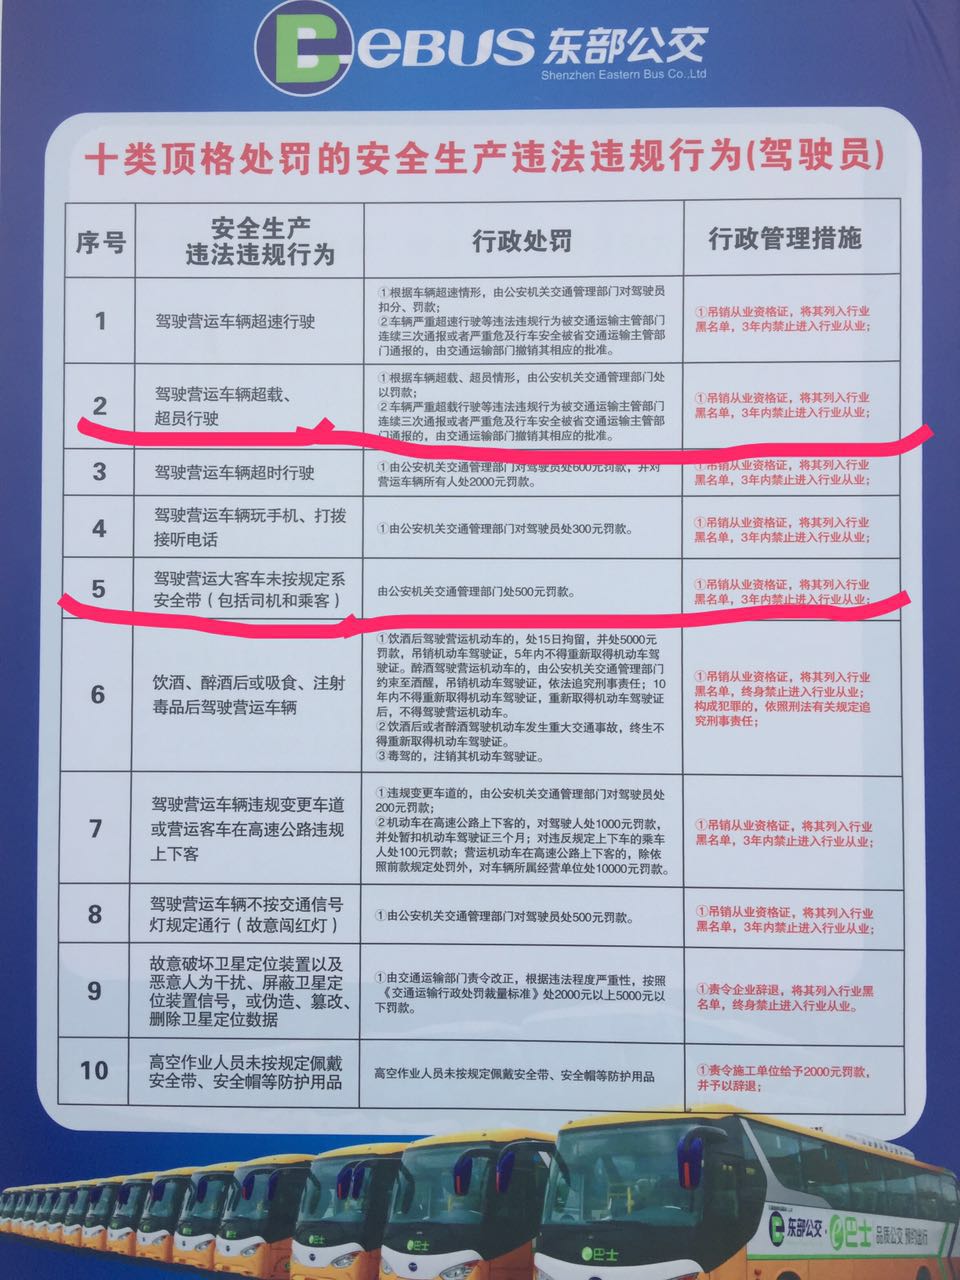 eBUS 东部公交
Shenzhen Eastern Bus Co.,Ltd
十类顶格处罚的安全生产违法违规行为(驾驶员)
序号
安全生产
违法违规行为
行政处罚
行政管理措施
1
驾驶营运车辆超速行驶
①根据车辆超速情形，由公安机关交通管理部门对驾驶员
扣分、罚款；
②车辆严重超速行驶等违法违规行为被交通运输主管部门
连续三次通报或者严重危及行车安全被省交通运输主管部
门通报的，由交通运输部门撤销其相应的批准。
①吊销从业资格证，将其列入行业
黑名单，3年内禁止进入行业从业；
2
驾驶营运车辆超载、
超员行驶
①根据车辆超载、超员情形，由公安机关交通管理部门处
以罚款；
②车辆严重超载行驶等违法违规行为被交通运输主管部门
连续三次通报或者严重危及行车安全被省交通运输主管部
门通报的，由交通运输部门撤销其相应的批准。
①吊销从业资格证，将其列入行业
黑名单，3年内禁止进入行业从业；
3
驾驶营运车辆超时行驶
①由公安机关交通管理部门对驾驶员处600元罚款，并对
营运车辆所有人处2000元罚款。
①吊销从业资格证，将其列入行业
黑名单，3年内禁止进入行业从业；
4
驾驶营运车辆玩手机、打拨
接听电话
①由公安机关交通管理部门对驾驶员处300元罚款。
①吊销从业资格证，将其列入行业
黑名单，3年内禁止进入行业从业；
5
驾驶营运大客车未按规定系
安全带（包括司机和乘客）
由公安机关交通管理部门处500元罚款。
①吊销从业资格证，将其列入行业
黑名单，3年内禁止进入行业从业；
6
饮酒、醉酒后或吸食、注射
毒品后驾驶营运车辆
①饮酒后驾驶营运机动车的，处15日拘留，并处5000元
罚款，吊销机动车驾驶证，5年内不得重新取得机动车驾
驶证。醉酒驾驶营运机动车的，由公安机关交通管理部门
约束至酒醒，吊销机动车驾驶证，依法追究刑事责任；10
年内不得重新取得机动车驾驶证，重新取得机动车驾驶证
后，不得驾驶营运机动车。
②饮酒后或者醉酒驾驶机动车发生重大交通事故，终生不
得重新取得机动车驾驶证。
③毒驾的，注销其机动车驾驶证。
①吊销从业资格证，将其列入行业
黑名单，终身禁止进入行业从业；
构成犯罪的，依照刑法有关规定追
究刑事责任；
7
驾驶营运车辆违规变更车道
或营运客车在高速公路违规
上下客
①违规变更车道的，由公安机关交通管理部门对驾驶员处
200元罚款；
②机动车在高速公路上下客的，对驾驶人处1000元罚款，
并处暂扣机动车驾驶证三个月；对违反规定上下车的乘车
人处100元罚款；营运机动车在高速公路上下客的，除依
照前款规定处罚外，对车辆所属经营单位处10000元罚款。
①吊销从业资格证，将其列入行业
黑名单，3年内禁止进入行业从业；
8
驾驶营运车辆不按交通信号
灯规定通行（故意闯红灯）
①由公安机关交通管理部门对驾驶员处500元罚款。
①吊销从业资格证，将其列入行业
黑名单，3年内禁止进入行业从业；
9
故意破坏卫星定位装置以及
恶意人为干扰、屏蔽卫星定
位装置信号，或伪造、篡改、
删除卫星定位数据
①由交通运输部门责令改正，根据违法程度严重性，按照
《交通运输行政处罚裁量标准》处2000元以上5000元以
下罚款。
①责令企业辞退，将其列入行业黑
名单，终身禁止进入行业从业。
10
高空作业人员未按规定佩戴
安全带、安全帽等防护用品
高空作业人员未按规定佩戴安全带、安全帽等防护用品
①责令施工单位给予2000元罚款，
并予以辞退；
东部公交·e巴士 品质公交 预约出行
e巴士
e巴士